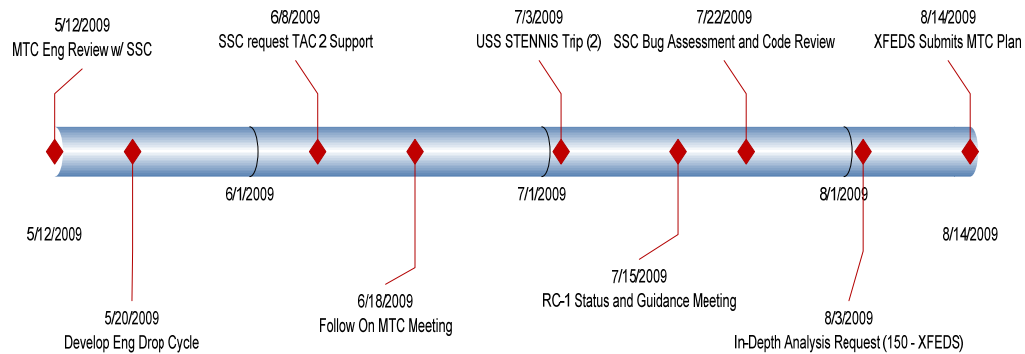 5/12/2009
MTC Eng Review w/ SSC
6/8/2009
SSC request TAC 2 Support
7/3/2009
USS STENNIS Trip (2)
7/22/2009
SSC Bug Assessment and Code Review
8/14/2009
XFEDS Submits MTC Plan
6/1/2009
7/1/2009
8/1/2009
5/12/2009
8/14/2009
5/20/2009
Develop Eng Drop Cycle
6/18/2009
Follow On MTC Meeting
7/15/2009
RC-1 Status and Guidance Meeting
8/3/2009
In-Depth Analysis Request (150 - XFEDS)